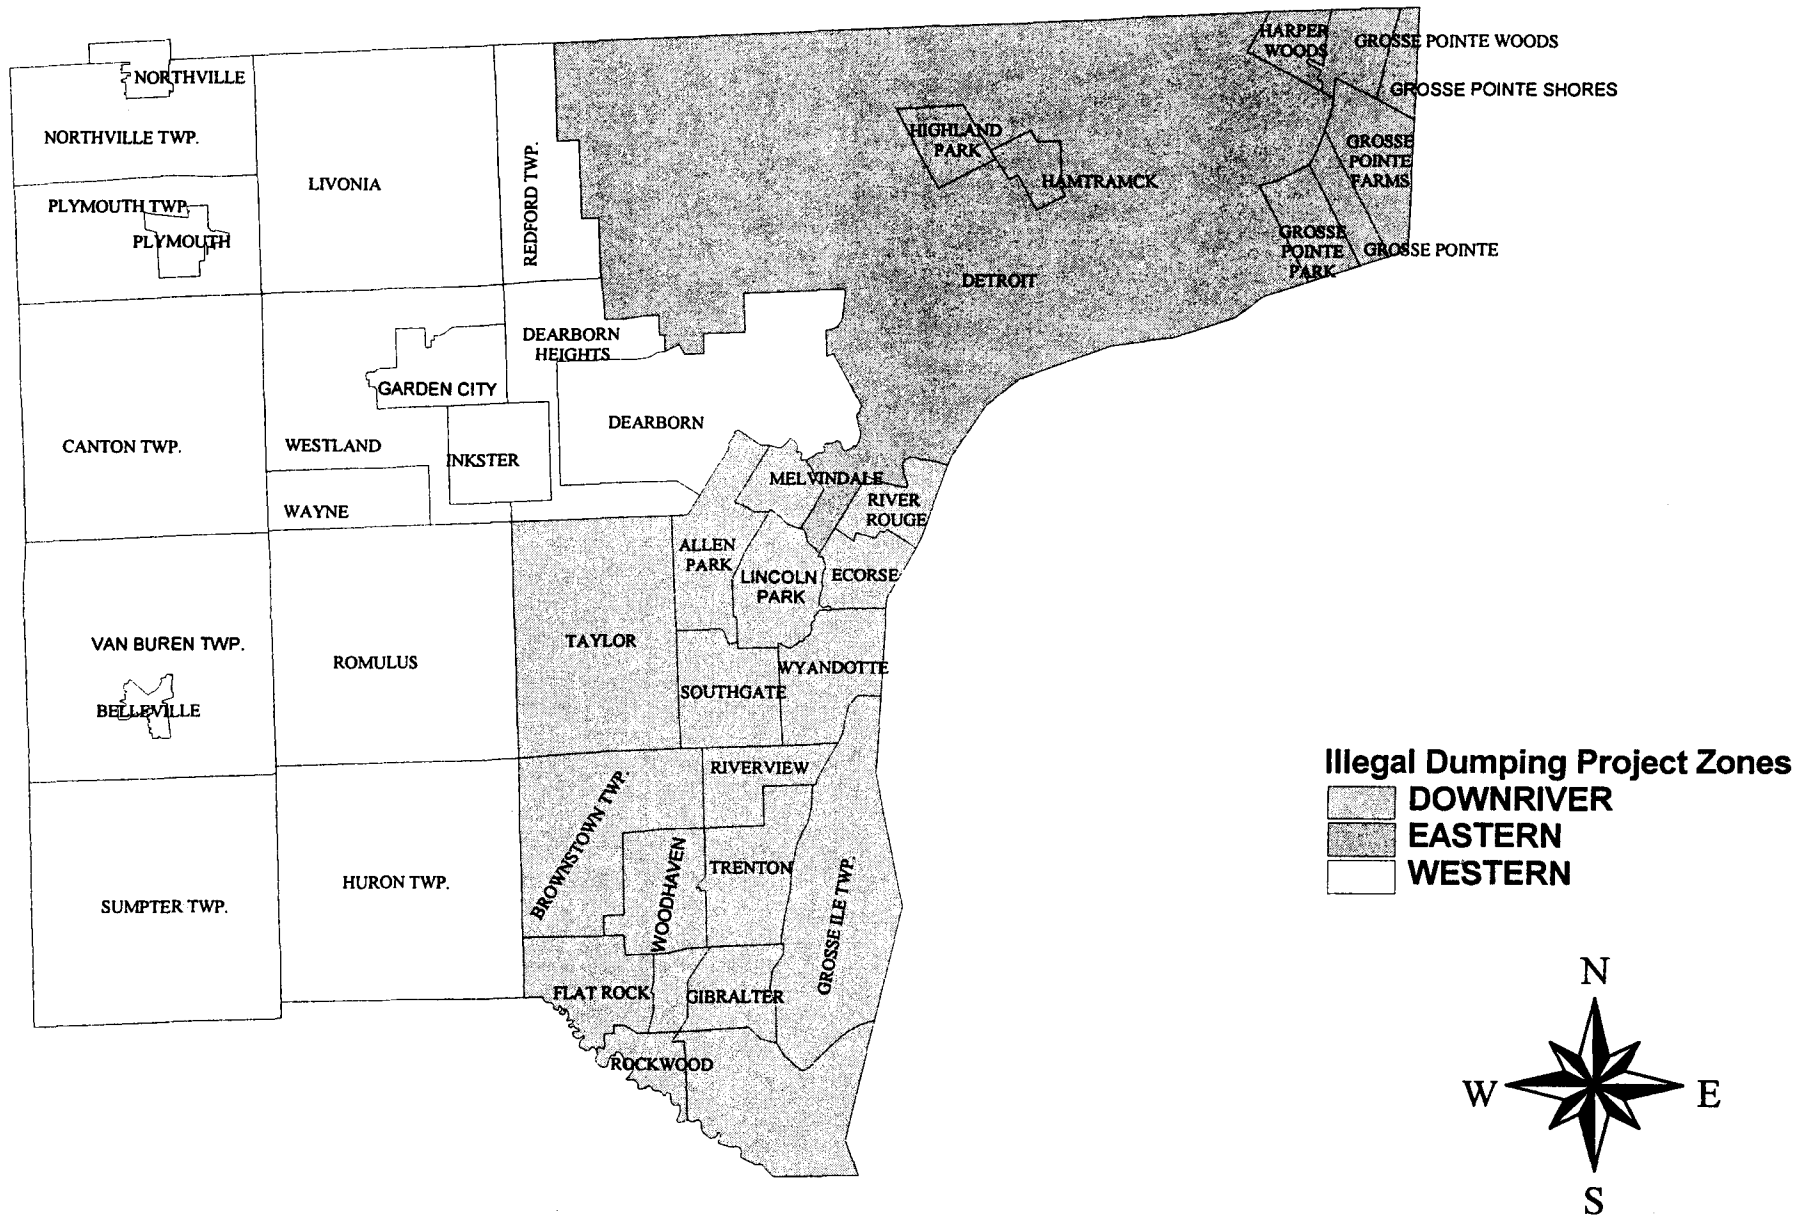 HARPER
WOODS
GROSSE POINTE WOODS
NORTHVILLE
GROSSE POINTE SHORES
NORTHVILLE TWP.
HIGHLAND
PARK
GROSSE
POINTE
FARMS
LIVONIA
REDFORD TWP.
HAMTRAMCK
PLYMOUTH TWP.
PLYMOUTH
GROSSE
POINTE
PARK
GROSSE POINTE
DETROIT
DEARBORN
HEIGHTS
GARDEN CITY
DEARBORN
CANTON TWP.
WESTLAND
INKSTER
MELVINDALE
RIVER
ROUGE
WAYNE
ALLEN
PARK
LINCOLN
PARK
ECORSE
VAN BUREN TWP.
ROMULUS
TAYLOR
WYANDOTTE
SOUTHGATE
BELLEVILLE
RIVERVIEW
BROWNSTOWN TWP.
WOODHAVEN
TRENTON
GROSSE ILE TWP.
HURON TWP.
SUMPTER TWP.
FLAT ROCK
GIBRALTER
ROCKWOOD
Illegal Dumping Project Zones
DOWNRIVER
EASTERN
WESTERN
N
W
E
S